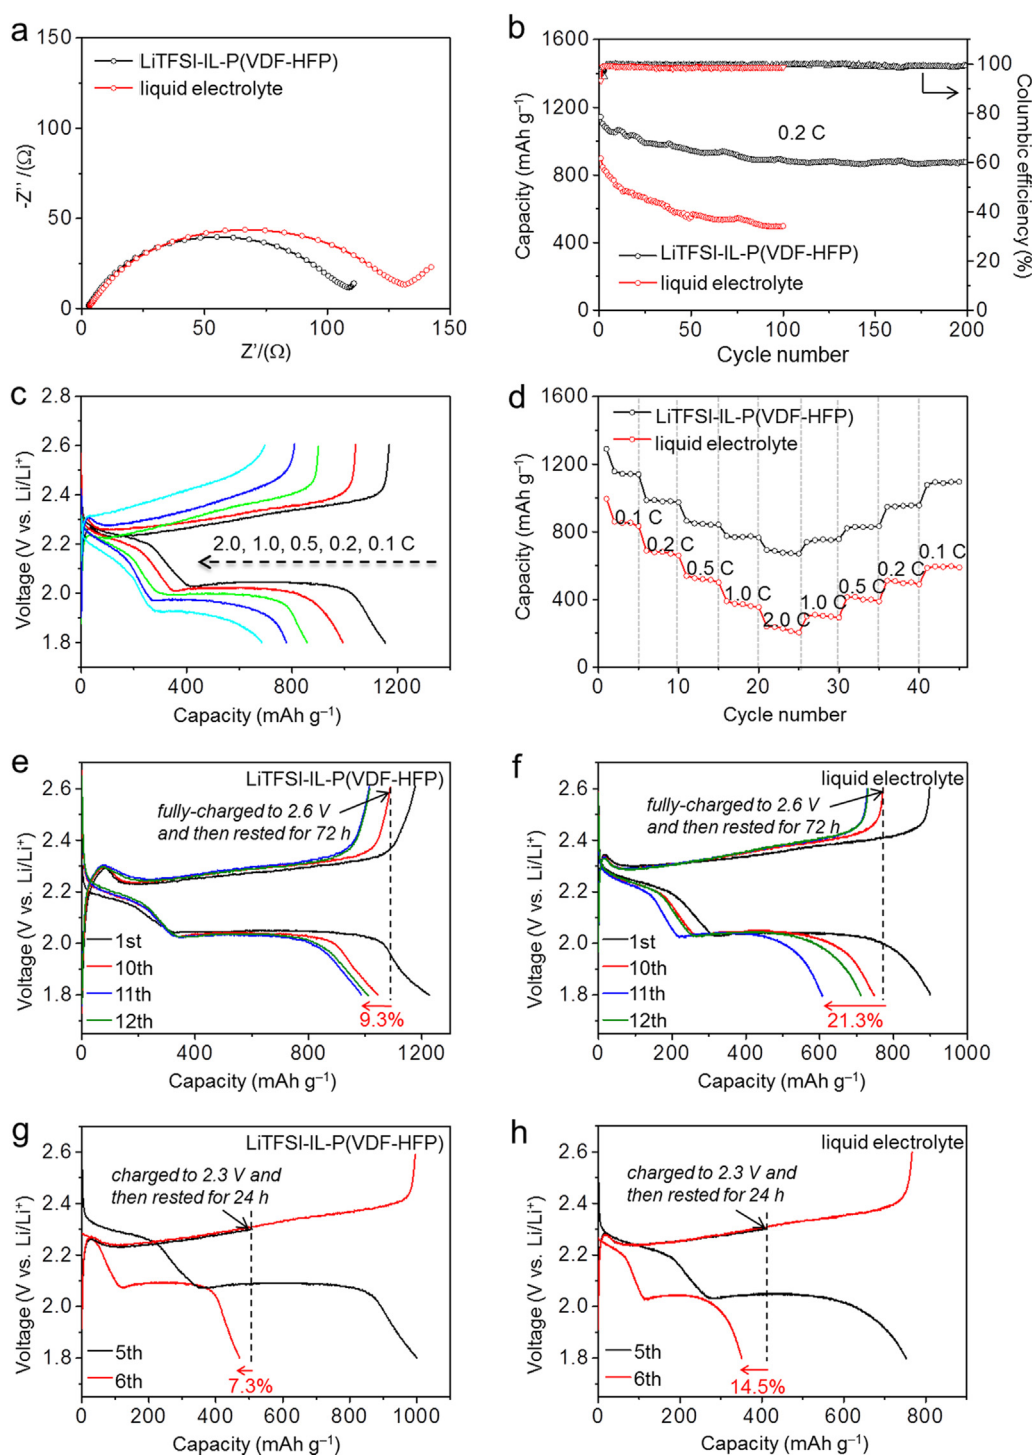 a
150
100
50
0
-Z'' /(Ω)
LiTFSI-IL-P(VDF-HFP)
liquid electrolyte
0 50 100 150
Z'/(Ω)
b
1600
1200
800
400
0
Capacity (mAh g⁻¹)
0.2 C
LiTFSI-IL-P(VDF-HFP)
liquid electrolyte
100
80
60
40
20
0
Columbic efficiency (%)
0 50 100 150 200
Cycle number
c
2.8
2.6
2.4
2.2
2.0
1.8
Voltage (V vs. Li/Li⁺)
2.0, 1.0, 0.5, 0.2, 0.1 C
0 400 800 1200
Capacity (mAh g⁻¹)
d
1600
1200
800
400
0
Capacity (mAh g⁻¹)
LiTFSI-IL-P(VDF-HFP)
liquid electrolyte
0.1 C
0.2 C
0.5 C
1.0 C
2.0 C
1.0 C
0.5 C
0.2 C
0.1 C
0 10 20 30 40
Cycle number
e
2.6
2.4
2.2
2.0
1.8
Voltage (V vs. Li/Li⁺)
LiTFSI-IL-P(VDF-HFP)
fully-charged to 2.6 V
and then rested for 72 h
1st
10th
11th
12th
9.3%
0 400 800 1200
Capacity (mAh g⁻¹)
f
2.6
2.4
2.2
2.0
1.8
Voltage (V vs. Li/Li⁺)
liquid electrolyte
fully-charged to 2.6 V
and then rested for 72 h
1st
10th
11th
12th
21.3%
0 200 400 600 800 1000
Capacity (mAh g⁻¹)
g
2.6
2.4
2.2
2.0
1.8
Voltage (V vs. Li/Li⁺)
LiTFSI-IL-P(VDF-HFP)
charged to 2.3 V and
then rested for 24 h
5th
6th
7.3%
0 200 400 600 800 1000
Capacity (mAh g⁻¹)
h
2.6
2.4
2.2
2.0
1.8
Voltage (V vs. Li/Li⁺)
liquid electrolyte
charged to 2.3 V and
then rested for 24 h
5th
6th
14.5%
0 200 400 600 800
Capacity (mAh g⁻¹)